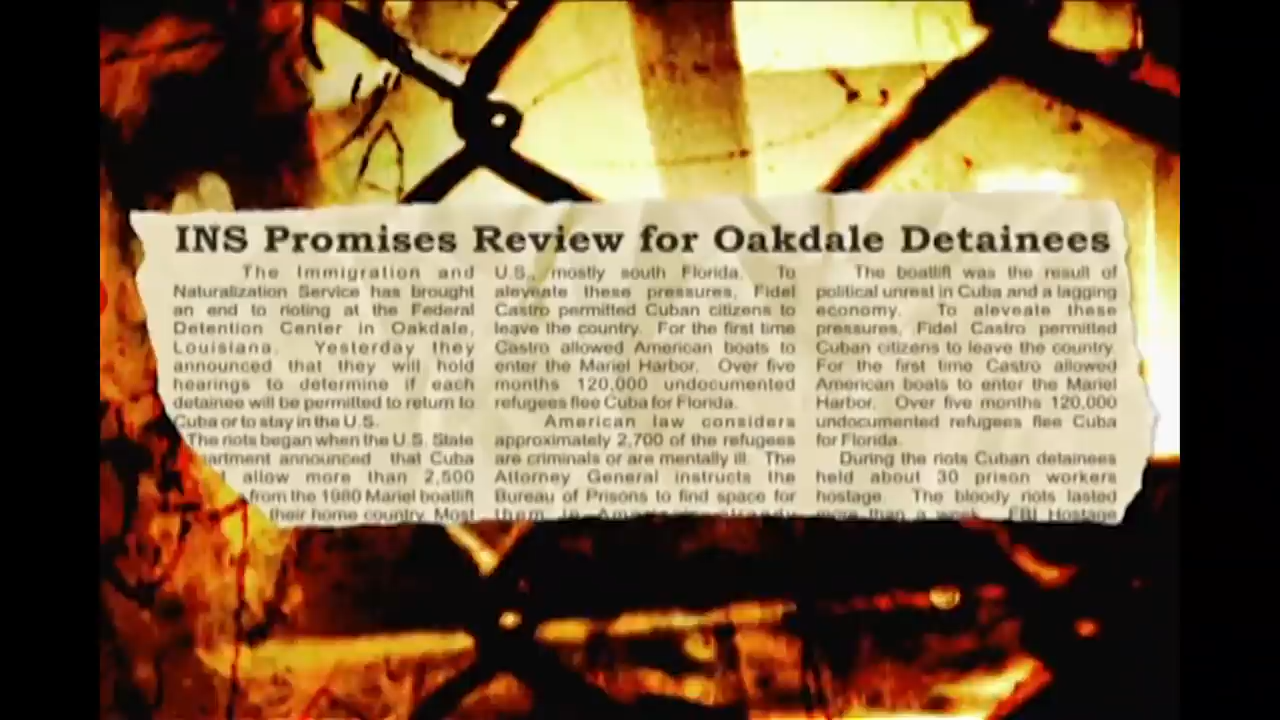 INS Promises Review for Oakdale Detainees
The Immigration and
Naturalization Service has brought
an end to rioting at the Federal
Detention Center in Oakdale,
Louisiana. Yesterday they
announced that they will hold
hearings to determine if each
detainee will be permitted to return to
Cuba or to stay in the U.S.
The riots began when the U.S. State
artment announced that Cuba
allow more than 2,500
from the 1980 Mariel boatlift
their home country. Most
U.S., mostly south Florida. To
aleveate these pressures, Fidel
Castro permitted Cuban citizens to
leave the country. For the first time
Castro allowed American boats to
enter the Mariel Harbor. Over five
months 120,000 undocumented
refugees flee Cuba for Florida.
American law considers
approximately 2,700 of the refugees
are criminals or are mentally ill. The
Attorney General instructs the
Bureau of Prisons to find space for
them in already
The boatlift was the result of
political unrest in Cuba and a lagging
economy. To aleveate these
pressures, Fidel Castro permitted
Cuban citizens to leave the country.
For the first time Castro allowed
American boats to enter the Mariel
Harbor. Over five months 120,000
undocumented refugees flee Cuba
for Florida.
During the riots Cuban detainees
held about 30 prison workers
hostage. The bloody riots lasted
more than a week. FBI Hostage